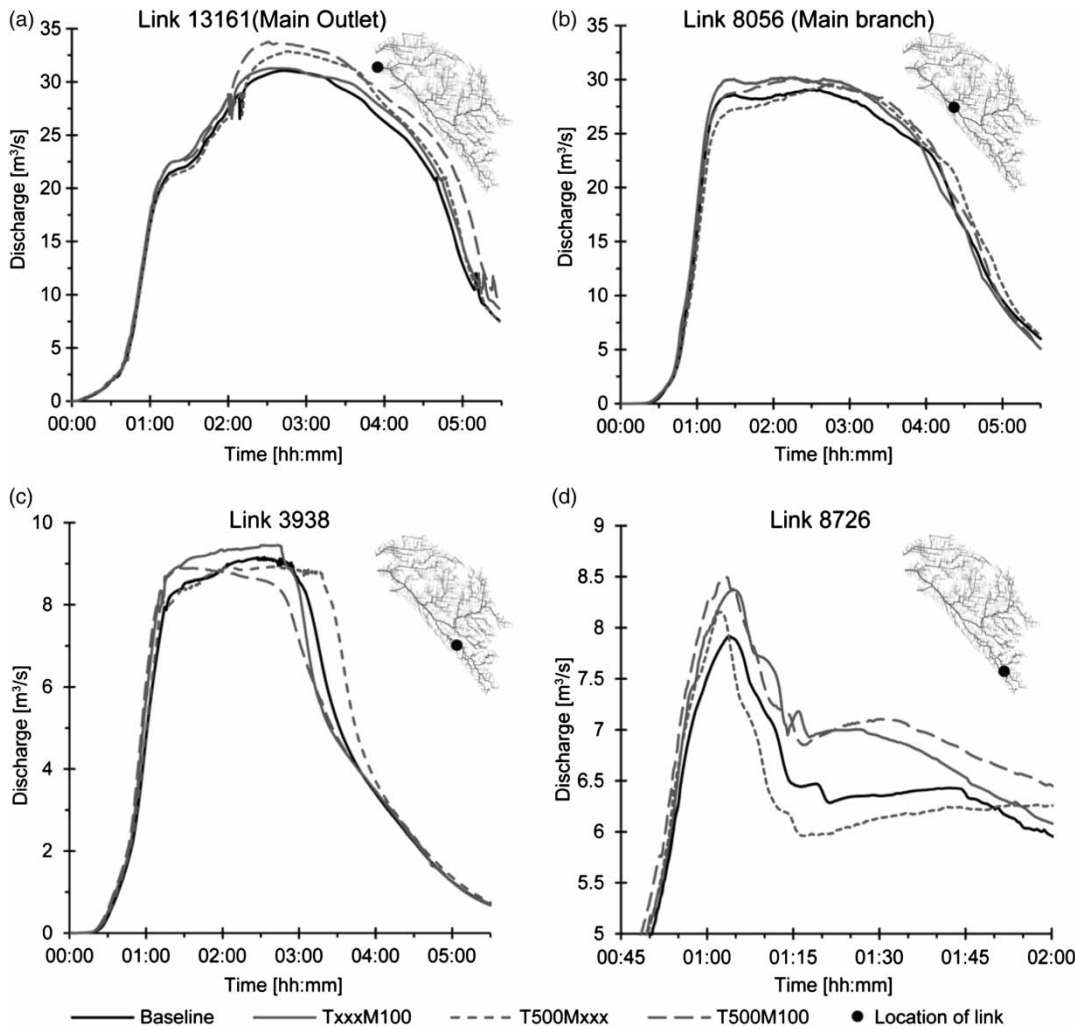 (a)
Link 13161(Main Outlet)
35
30
25
20
15
10
5
0
Discharge [m³/s]
00:00 01:00 02:00 03:00 04:00 05:00
Time [hh:mm]
(b)
Link 8056 (Main branch)
35
30
25
20
15
10
5
0
Discharge [m³/s]
00:00 01:00 02:00 03:00 04:00 05:00
Time [hh:mm]
(c)
Link 3938
10
8
6
4
2
0
Discharge [m³/s]
00:00 01:00 02:00 03:00 04:00 05:00
Time [hh:mm]
(d)
Link 8726
9
8.5
8
7.5
7
6.5
6
5.5
5
Discharge [m³/s]
00:45 01:00 01:15 01:30 01:45 02:00
Time [hh:mm]
Baseline TxxxM100 T500Mxxx T500M100 Location of link